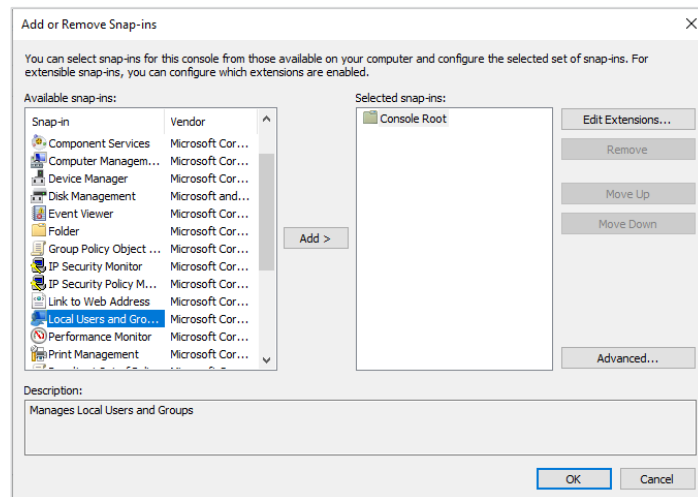 Add or Remove Snap-ins
You can select snap-ins for this console from those available on your computer and configure the selected set of snap-ins. For
extensible snap-ins, you can configure which extensions are enabled.
Available snap-ins:
Selected snap-ins:
Snap-in Vendor
Component Services Microsoft Cor...
Computer Managem... Microsoft Cor...
Device Manager Microsoft Cor...
Disk Management Microsoft and...
Event Viewer Microsoft Cor...
Folder Microsoft Cor...
Group Policy Object ... Microsoft Cor...
IP Security Monitor Microsoft Cor...
IP Security Policy M... Microsoft Cor...
Link to Web Address Microsoft Cor...
Local Users and Gro... Microsoft Cor...
Performance Monitor Microsoft Cor...
Print Management Microsoft Cor...
Add >
Console Root
Edit Extensions...
Remove
Move Up
Move Down
Advanced...
Description:
Manages Local Users and Groups
OK
Cancel